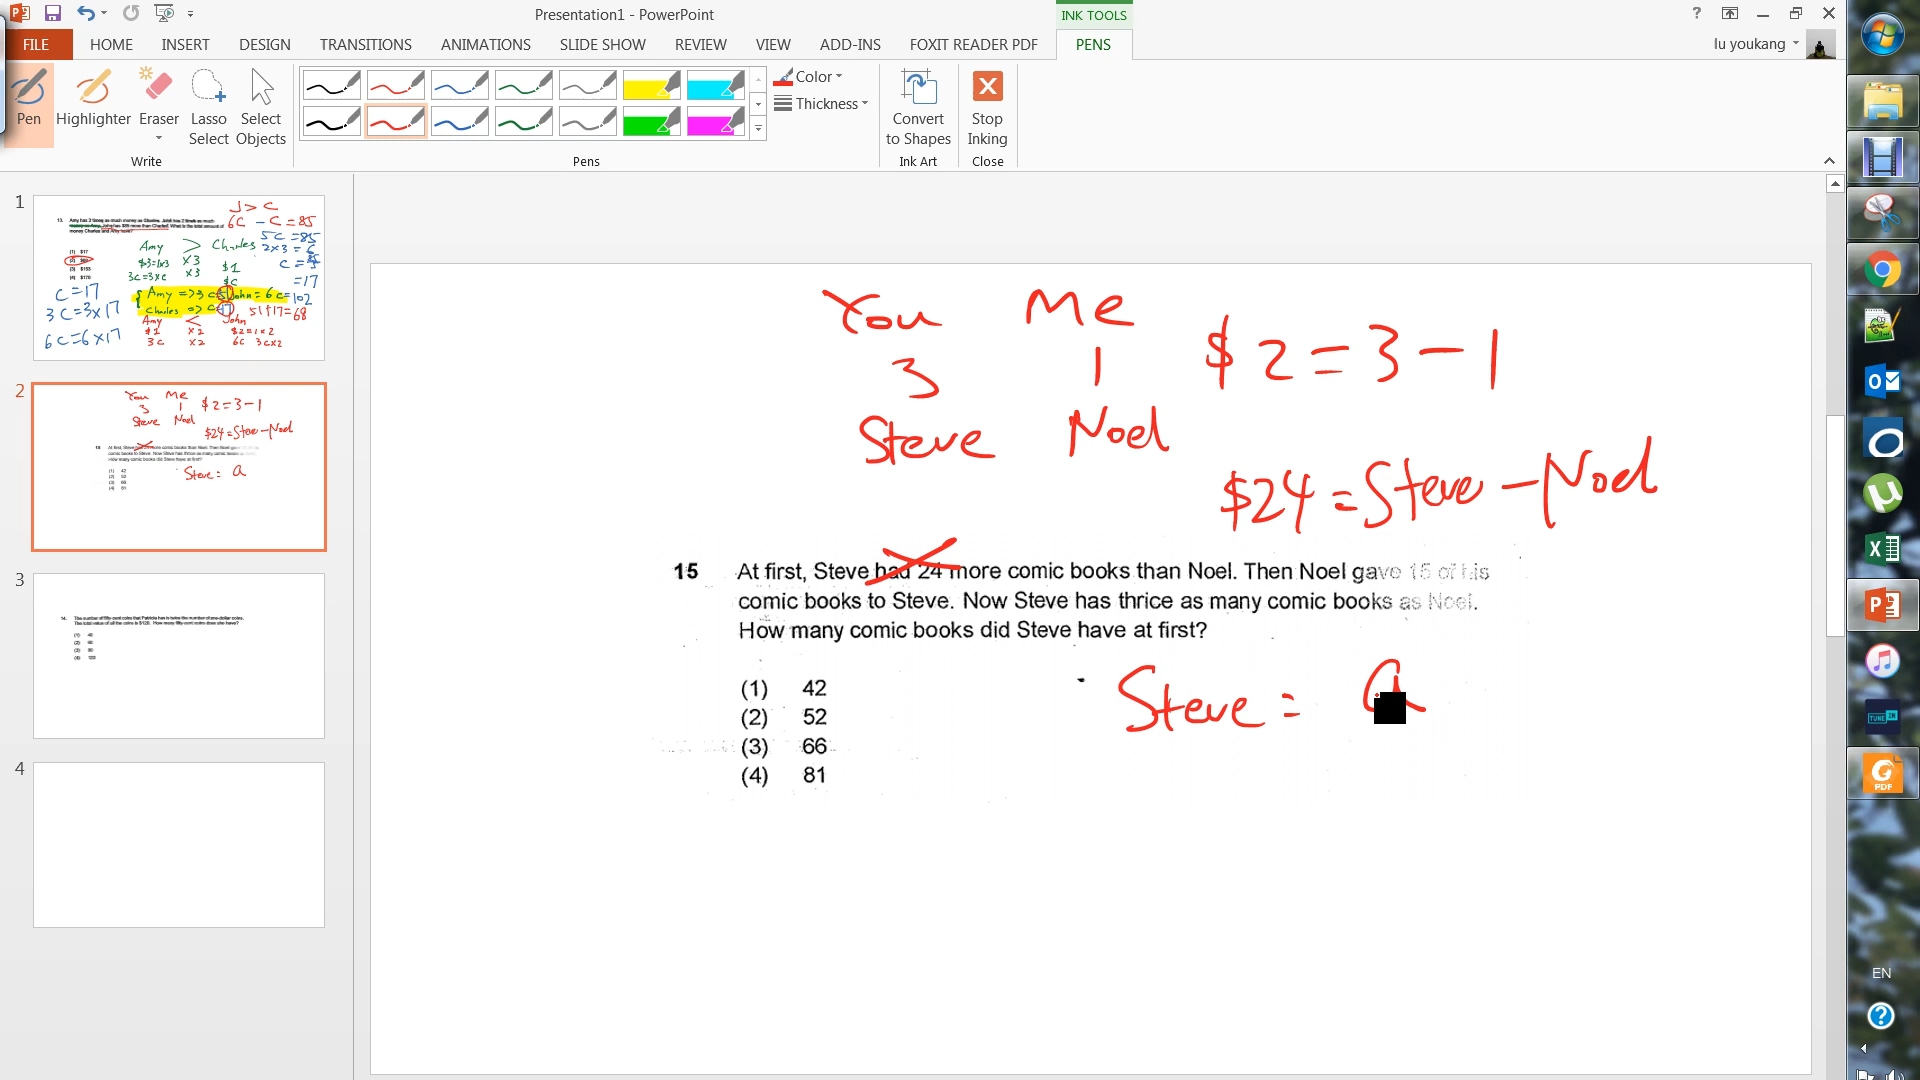 Presentation1 - PowerPoint
INK TOOLS
FILE HOME INSERT DESIGN TRANSITIONS ANIMATIONS SLIDE SHOW REVIEW VIEW ADD-INS FOXIT READER PDF PENS
lu youkang
Pen Highlighter Eraser Lasso Select Select Objects
Color
Thickness
Convert to Shapes
Stop Inking
Write Pens Ink Art Close
1
2
3
4
You Me
3 1 $2=3-1
Steve Noel
$24=Steve-Noel
15 At first, Steve had 24 more comic books than Noel. Then Noel gave 15 of his
comic books to Steve. Now Steve has thrice as many comic books as Noel.
How many comic books did Steve have at first?
(1) 42
(2) 52
(3) 66
(4) 81
Steve = a
EN